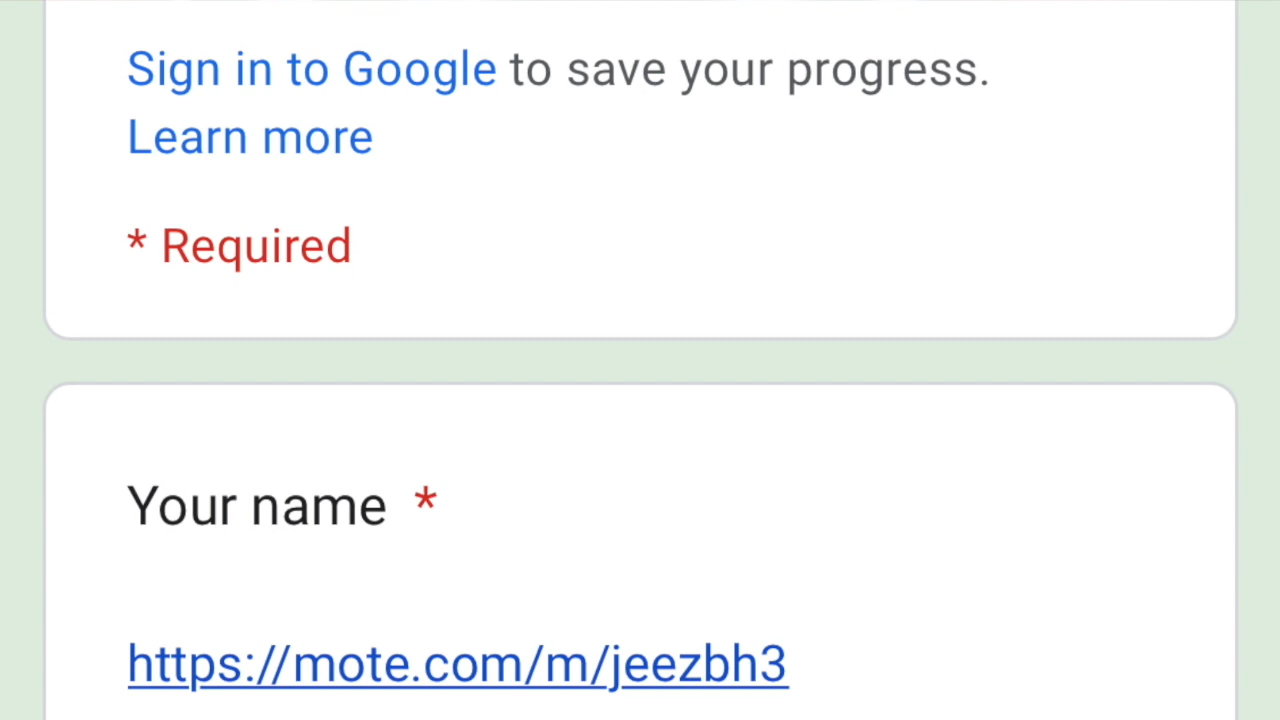 Sign in to Google to save your progress.
Learn more
* Required
Your name *
https://mote.com/m/jeezbh3